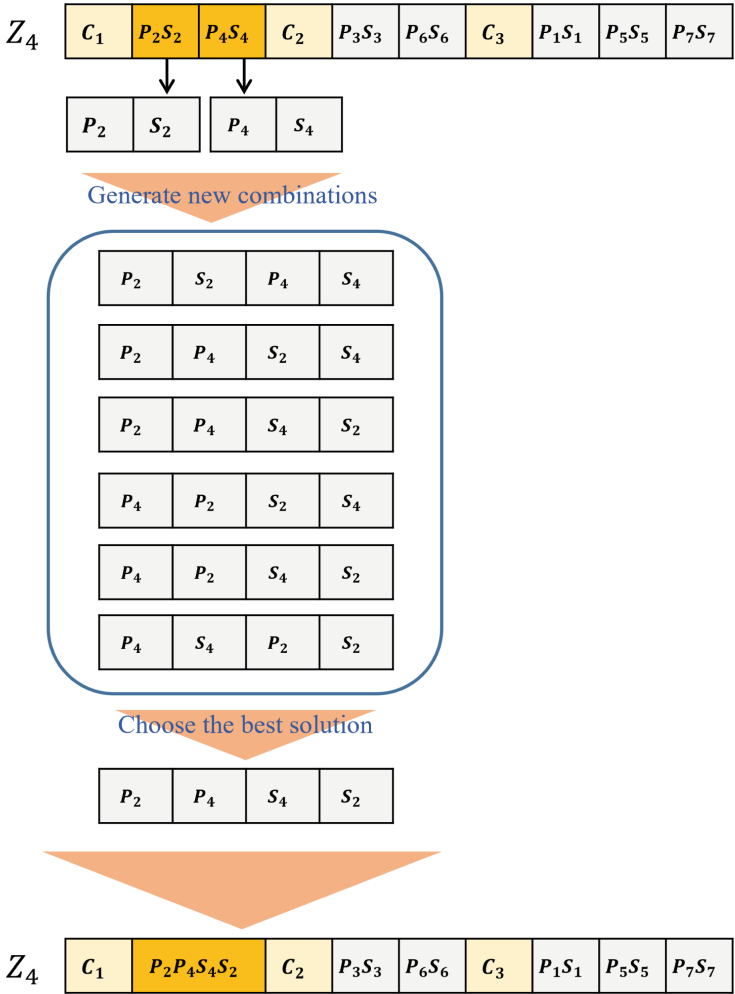 Z₄ C₁ P₂S₂ P₄S₄ C₂ P₃S₃ P₆S₆ C₃ P₁S₁ P₅S₅ P₇S₇
P₂ S₂ P₄ S₄
Generate new combinations
P₂ S₂ P₄ S₄
P₂ P₄ S₂ S₄
P₂ P₄ S₄ S₂
P₄ P₂ S₂ S₄
P₄ P₂ S₄ S₂
P₄ S₄ P₂ S₂
Choose the best solution
P₂ P₄ S₄ S₂
Z₄ C₁ P₂P₄S₄S₂ C₂ P₃S₃ P₆S₆ C₃ P₁S₁ P₅S₅ P₇S₇